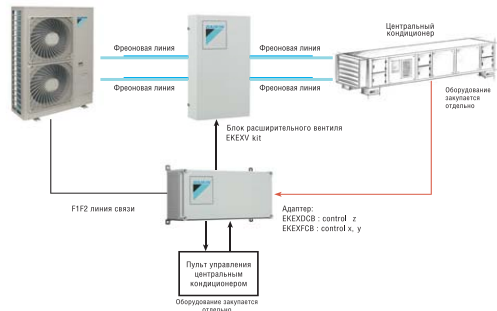 Центральный
кондиционер
Фреоновая линия
Фреоновая линия
Фреоновая линия
Фреоновая линия
Оборудование
закупается
отдельно
Блок расширительного вентиля
EKEXV kit
F1F2 линия связи
Адаптер:
EKEXDCB : control z
EKEXFCB : control x, y
Пульт управления
центральным
кондиционером
Оборудование закупается
отдельно